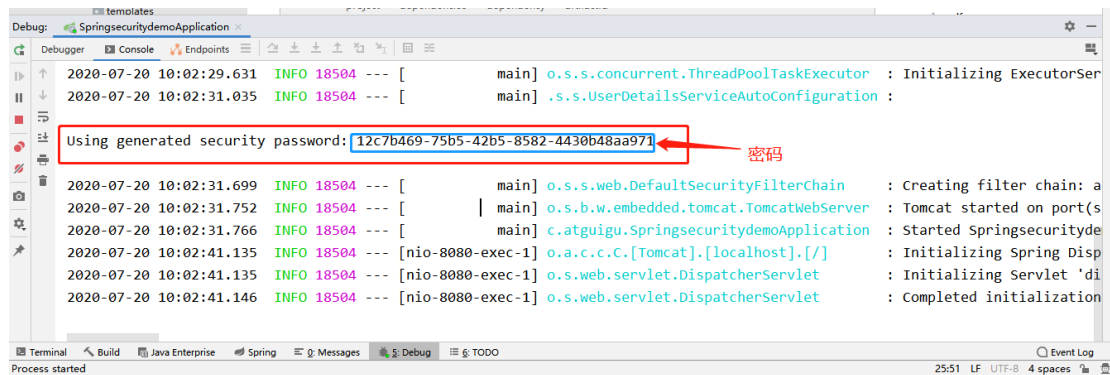 templates
Debug: SpringsecuritydemoApplication ×
Debugger Console Endpoints
2020-07-20 10:02:29.631 INFO 18504 --- [ main] o.s.s.concurrent.ThreadPoolTaskExecutor : Initializing ExecutorSer
2020-07-20 10:02:31.035 INFO 18504 --- [ main] .s.s.UserDetailsServiceAutoConfiguration :
Using generated security password: 12c7b469-75b5-42b5-8582-4430b48aa971
密码
2020-07-20 10:02:31.699 INFO 18504 --- [ main] o.s.s.web.DefaultSecurityFilterChain : Creating filter chain: a
2020-07-20 10:02:31.752 INFO 18504 --- [ main] o.s.b.w.embedded.tomcat.TomcatWebServer : Tomcat started on port(s
2020-07-20 10:02:31.766 INFO 18504 --- [ main] c.atguigu.SpringsecuritydemoApplication : Started Springsecurityde
2020-07-20 10:02:41.135 INFO 18504 --- [nio-8080-exec-1] o.a.c.c.C.[Tomcat].[localhost].[/] : Initializing Spring Disp
2020-07-20 10:02:41.135 INFO 18504 --- [nio-8080-exec-1] o.s.web.servlet.DispatcherServlet : Initializing Servlet 'di
2020-07-20 10:02:41.146 INFO 18504 --- [nio-8080-exec-1] o.s.web.servlet.DispatcherServlet : Completed initialization
Terminal Build Java Enterprise Spring 0: Messages 5: Debug 6: TODO Event Log
Process started 25:51 LF UTF-8 4 spaces